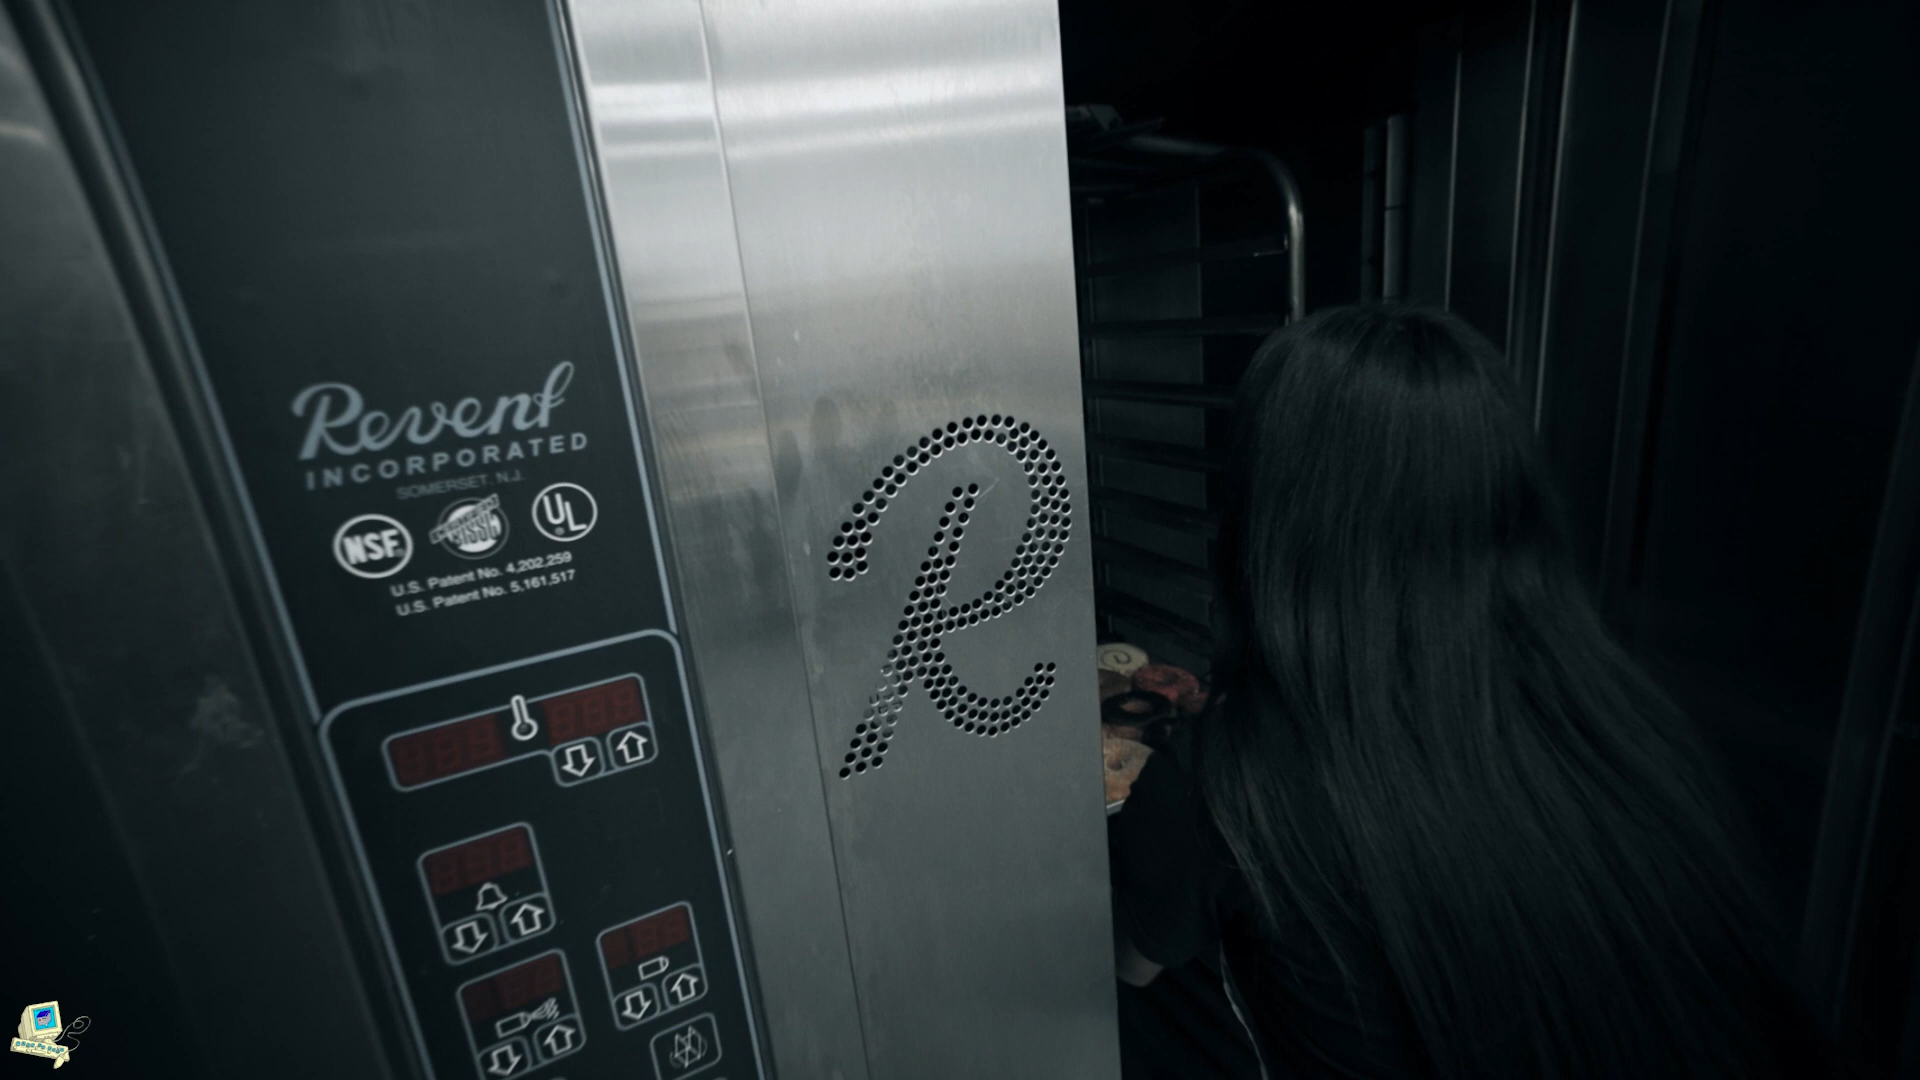 Revent
INCORPORATED
SOMERSET, N.J.
NSF
UL
U.S. Patent No. 4,202,259
U.S. Patent No. 5,161,517
R